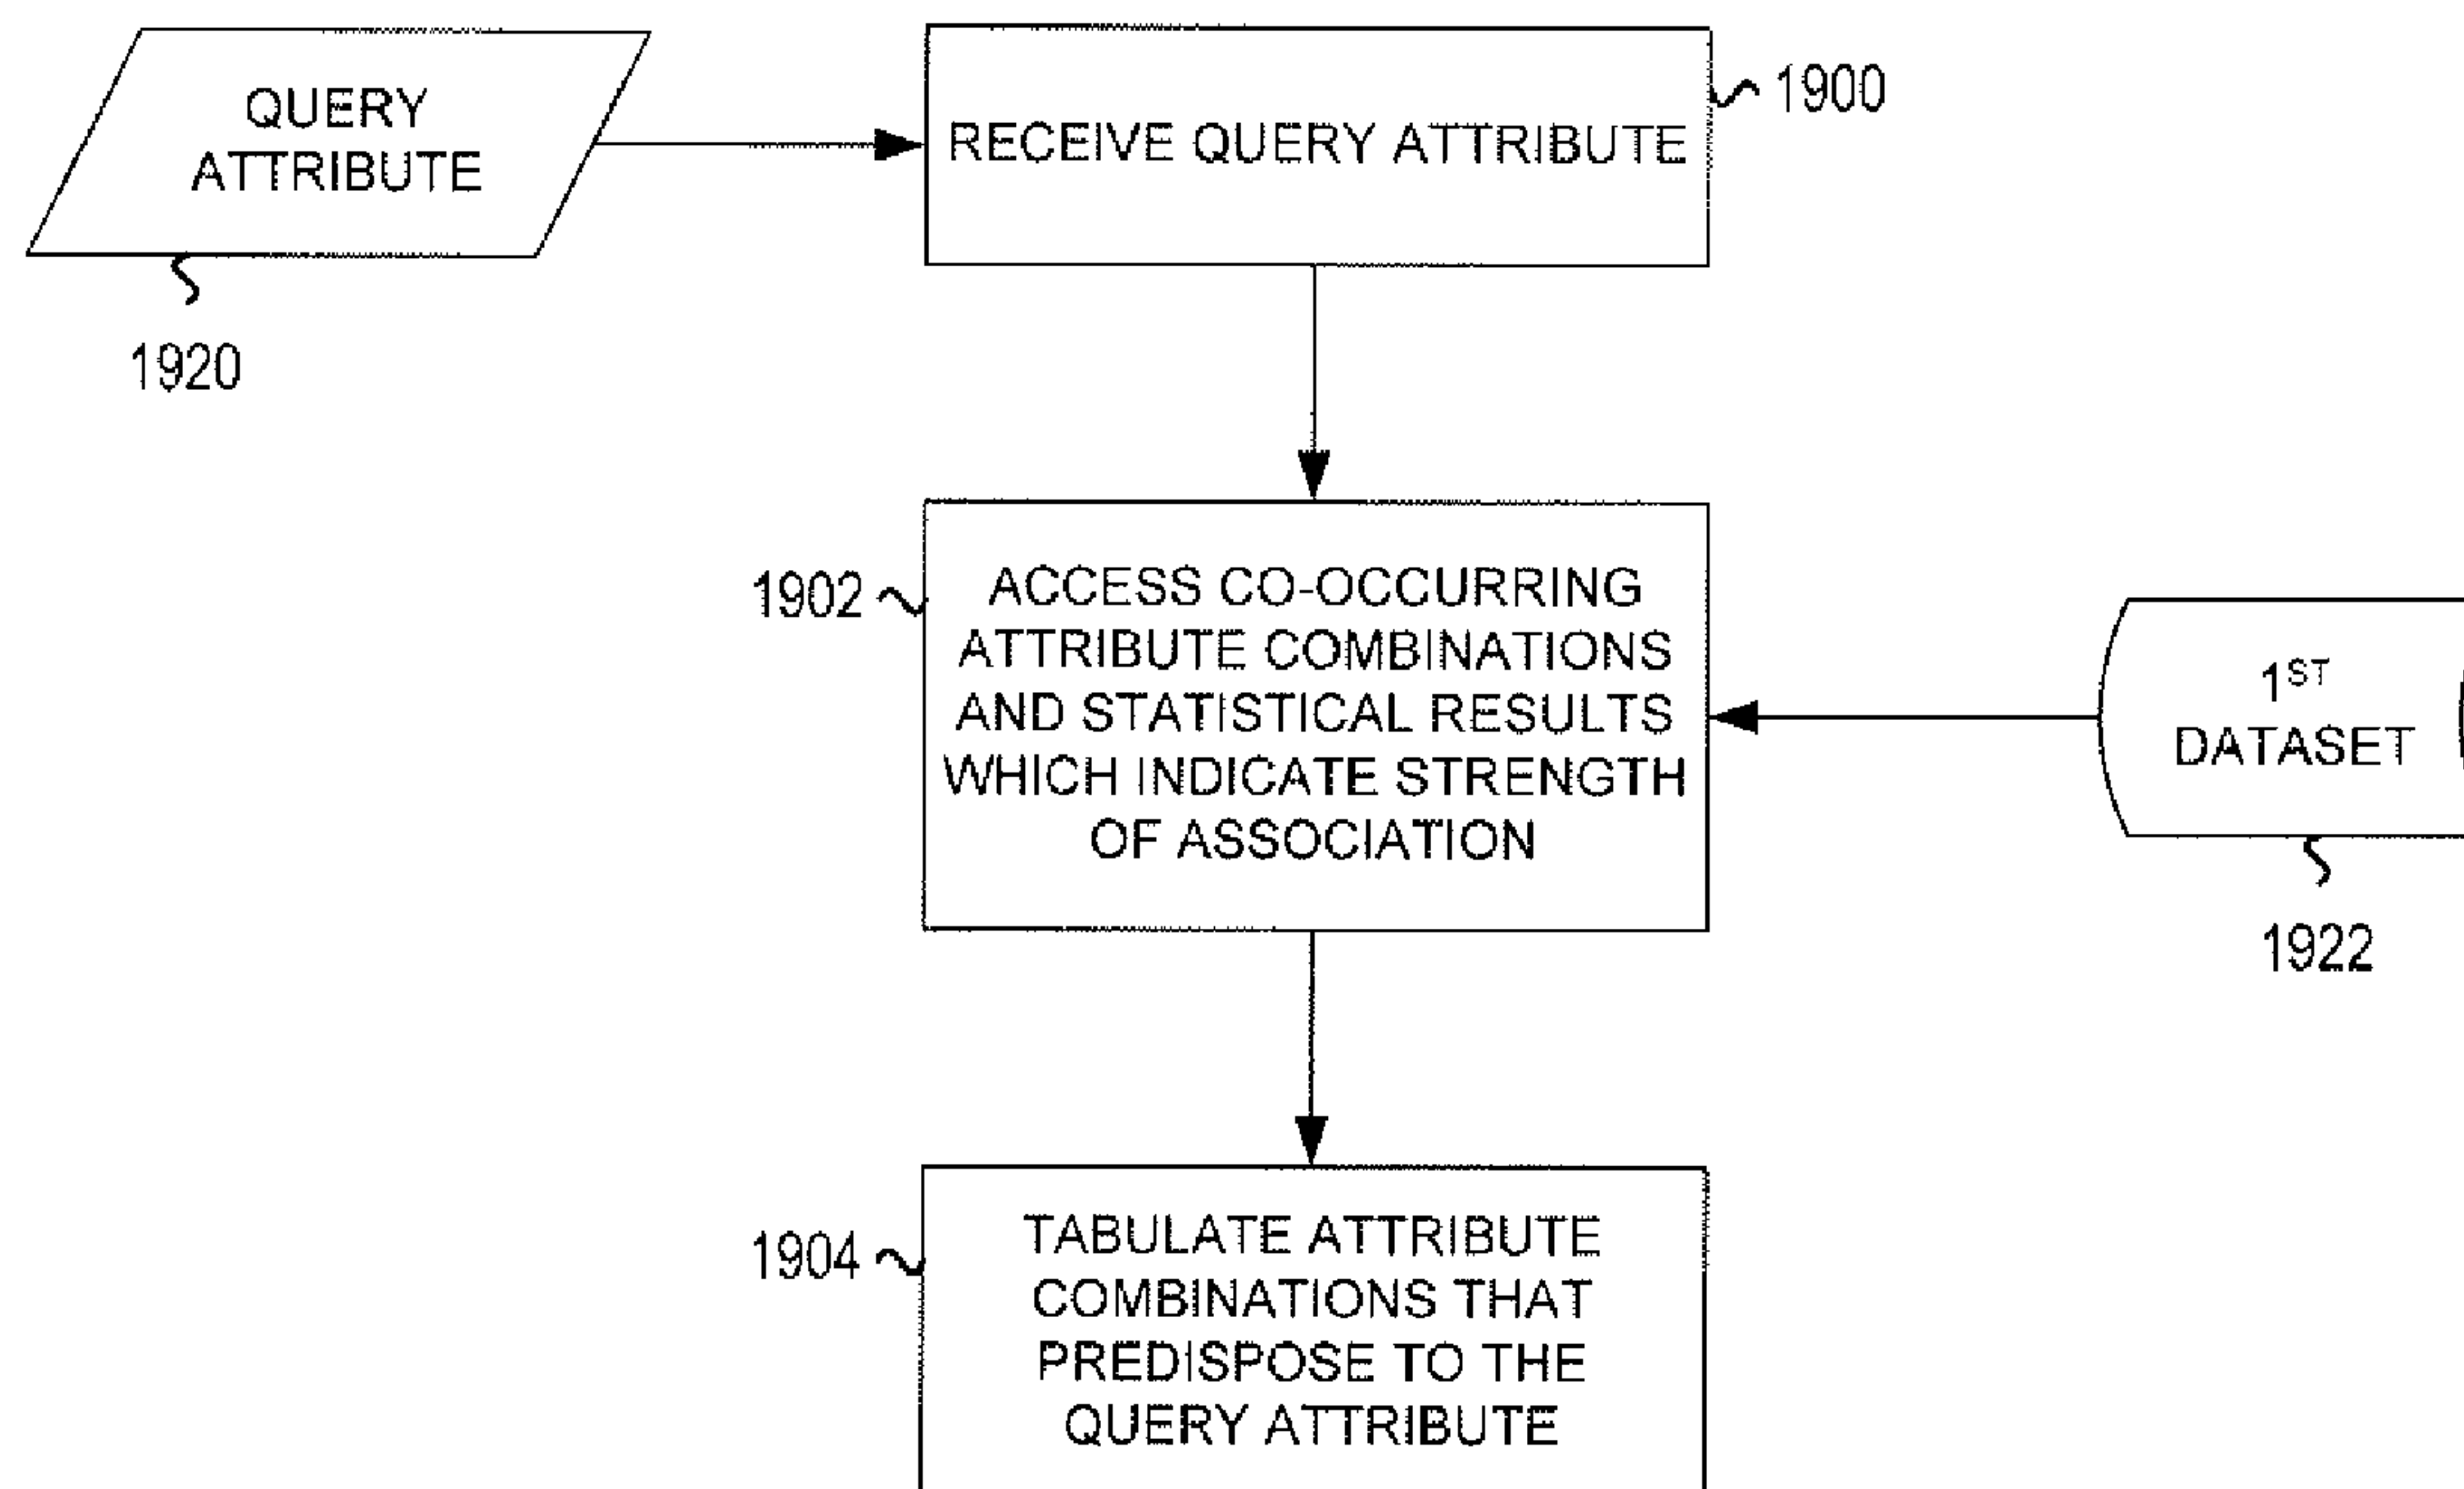 QUERY
ATTRIBUTE
1920
RECEIVE QUERY ATTRIBUTE
1900
1902
ACCESS CO-OCCURRING
ATTRIBUTE COMBINATIONS
AND STATISTICAL RESULTS
WHICH INDICATE STRENGTH
OF ASSOCIATION
1ST
DATASET
1922
1904
TABULATE ATTRIBUTE
COMBINATIONS THAT
PREDISPOSE TO THE
QUERY ATTRIBUTE